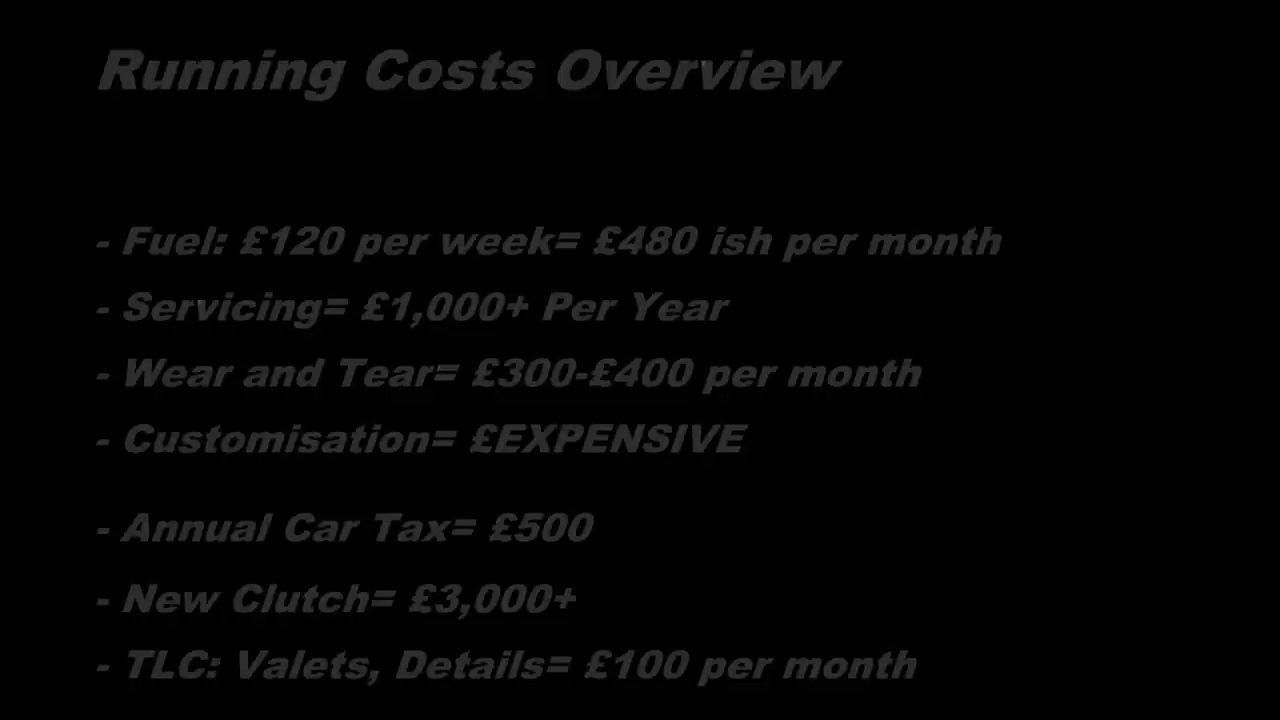 Running Costs Overview
- Fuel: £120 per week= £480 ish per month
- Servicing= £1,000+ Per Year
- Wear and Tear= £300-£400 per month
- Customisation= £EXPENSIVE
- Annual Car Tax= £500
- New Clutch= £3,000+
- TLC: Valets, Details= £100 per month